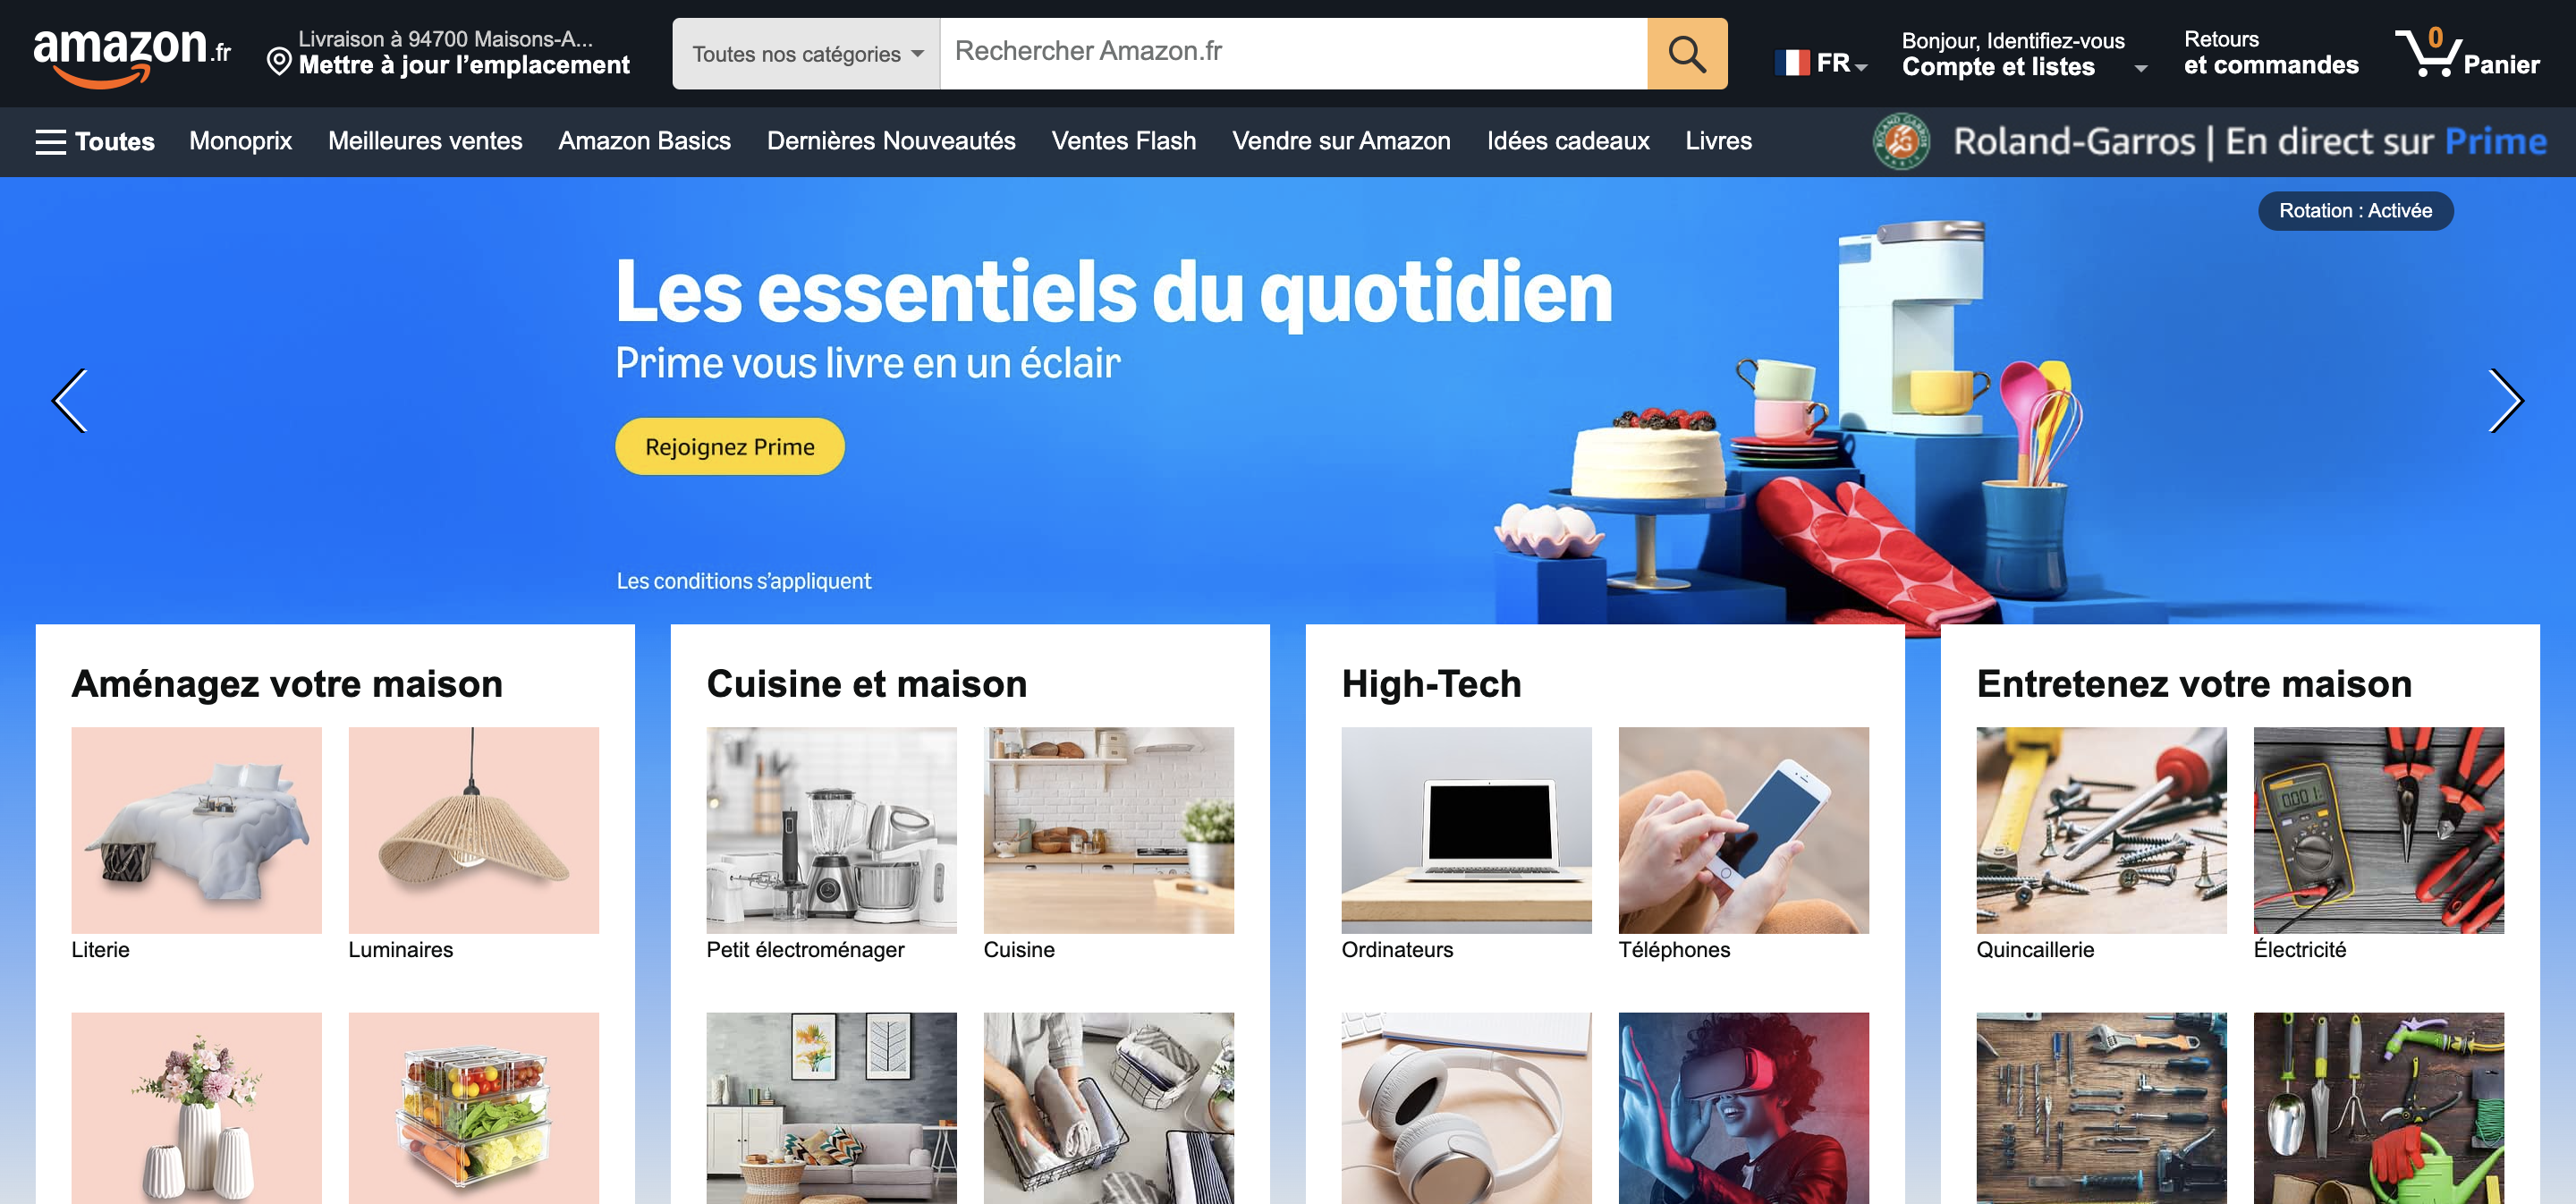 amazon.fr
Livraison à 94700 Maisons-A...
Mettre à jour l’emplacement
Toutes nos catégories
Rechercher Amazon.fr
FR
Bonjour, Identifiez-vous
Compte et listes
Retours
et commandes
0
Panier
Toutes
Monoprix
Meilleures ventes
Amazon Basics
Dernières Nouveautés
Ventes Flash
Vendre sur Amazon
Idées cadeaux
Livres
Roland-Garros | En direct sur Prime
Rotation : Activée
Les essentiels du quotidien
Prime vous livre en un éclair
Rejoignez Prime
Les conditions s’appliquent
Aménagez votre maison
Literie
Luminaires
Cuisine et maison
Petit électroménager
Cuisine
High-Tech
Ordinateurs
Téléphones
Entretenez votre maison
Quincaillerie
Électricité